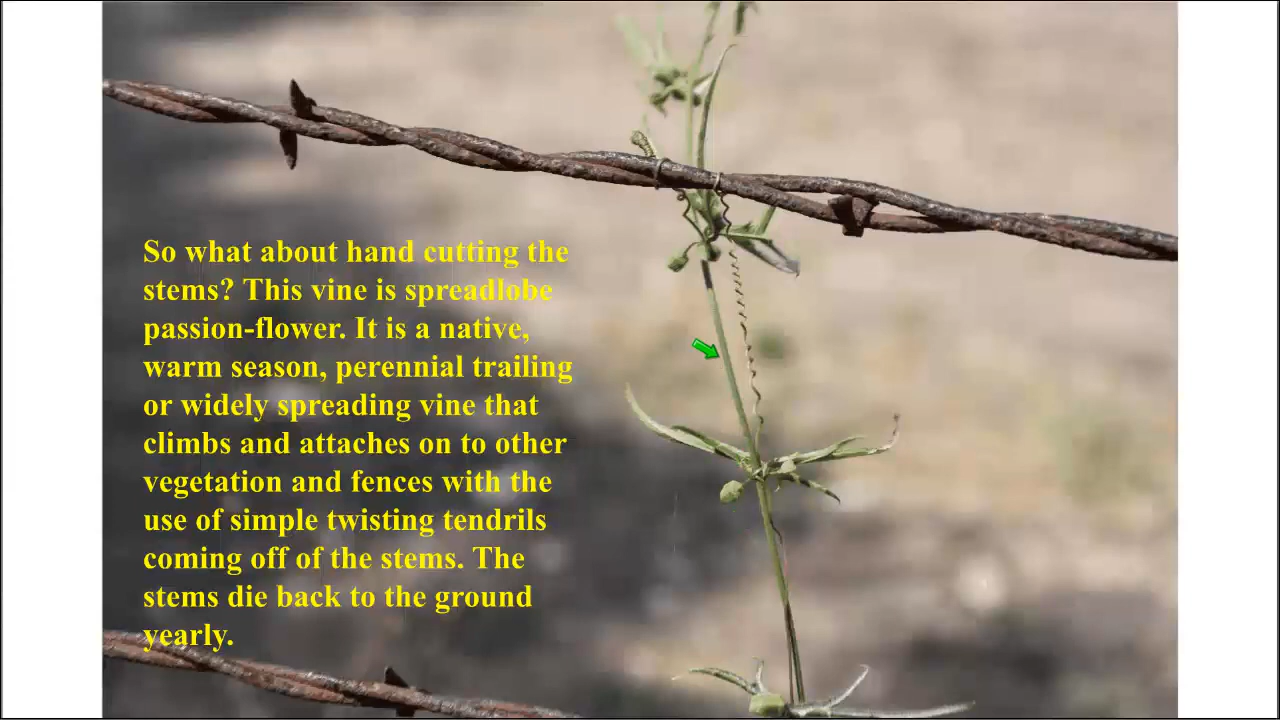 So what about hand cutting the
stems? This vine is spreadlobe
passion-flower. It is a native,
warm season, perennial trailing
or widely spreading vine that
climbs and attaches on to other
vegetation and fences with the
use of simple twisting tendrils
coming off of the stems. The
stems die back to the ground
yearly.